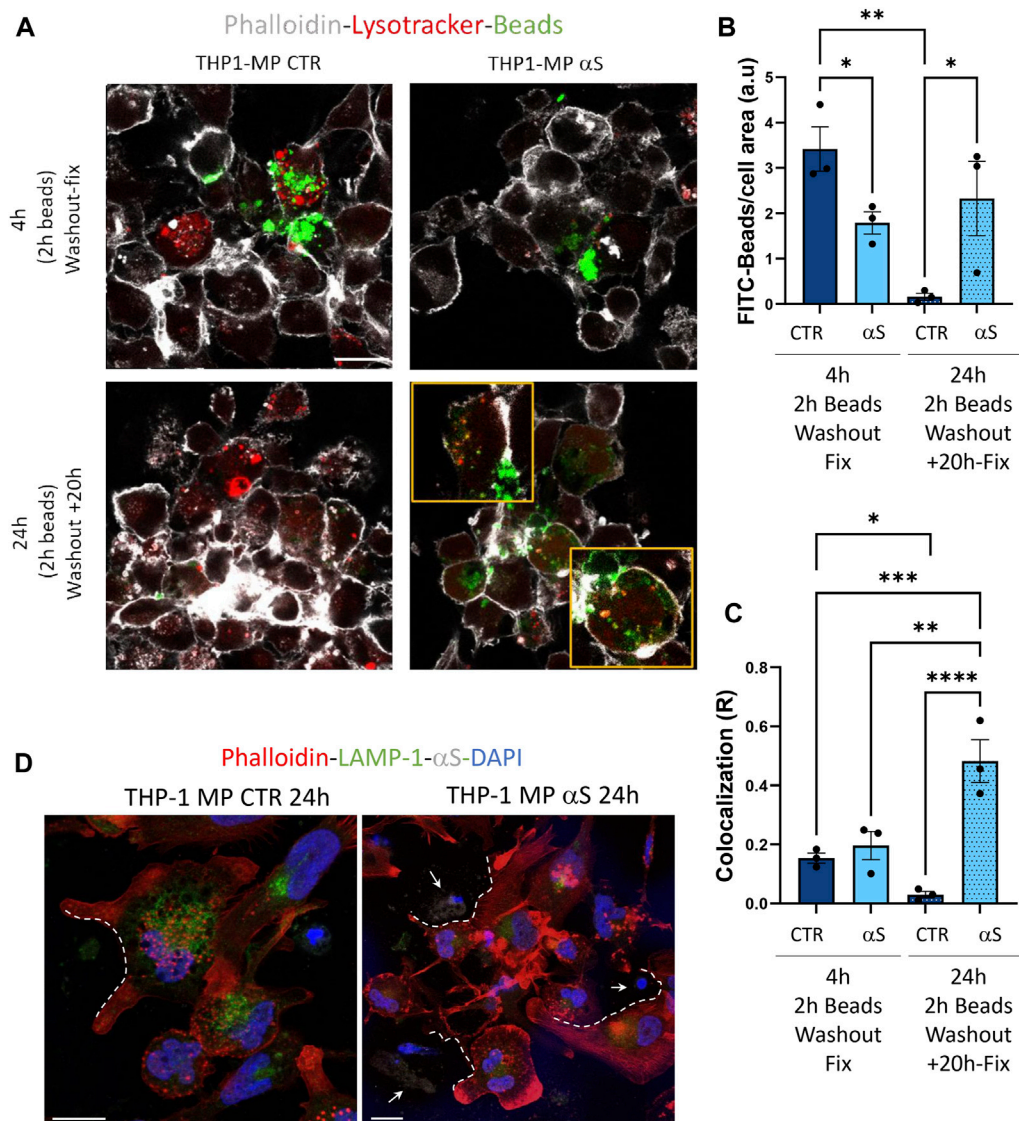 A
Phalloidin-Lysotracker-Beads
THP1-MP CTR
THP1-MP αS
4h
(2h beads)
Washout-fix
24h
(2h beads)
Washout +20h
B
**
*
*
FITC-Beads/cell area (a.u)
5
4
3
2
1
0
CTR
αS
CTR
αS
4h
2h Beads
Washout
Fix
24h
2h Beads
Washout
+20h-Fix
C
*
***
**
****
Colocalization (R)
0.8
0.6
0.4
0.2
0.0
CTR
αS
CTR
αS
4h
2h Beads
Washout
Fix
24h
2h Beads
Washout
+20h-Fix
D
Phalloidin-LAMP-1-αS-DAPI
THP-1 MP CTR 24h
THP-1 MP αS 24h